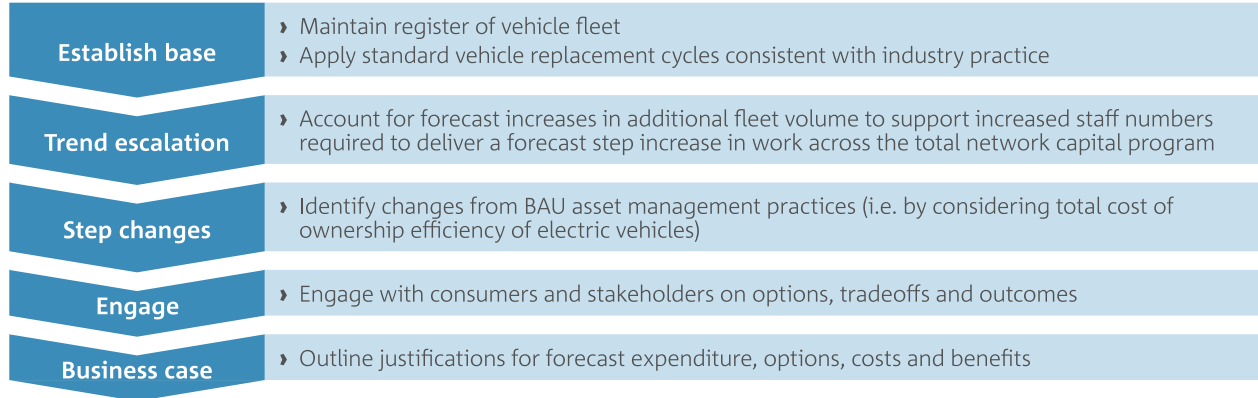 Establish base
› Maintain register of vehicle fleet
› Apply standard vehicle replacement cycles consistent with industry practice
Trend escalation
› Account for forecast increases in additional fleet volume to support increased staff numbers
required to deliver a forecast step increase in work across the total network capital program
Step changes
› Identify changes from BAU asset management practices (i.e. by considering total cost of
ownership efficiency of electric vehicles)
Engage
› Engage with consumers and stakeholders on options, tradeoffs and outcomes
Business case
› Outline justifications for forecast expenditure, options, costs and benefits